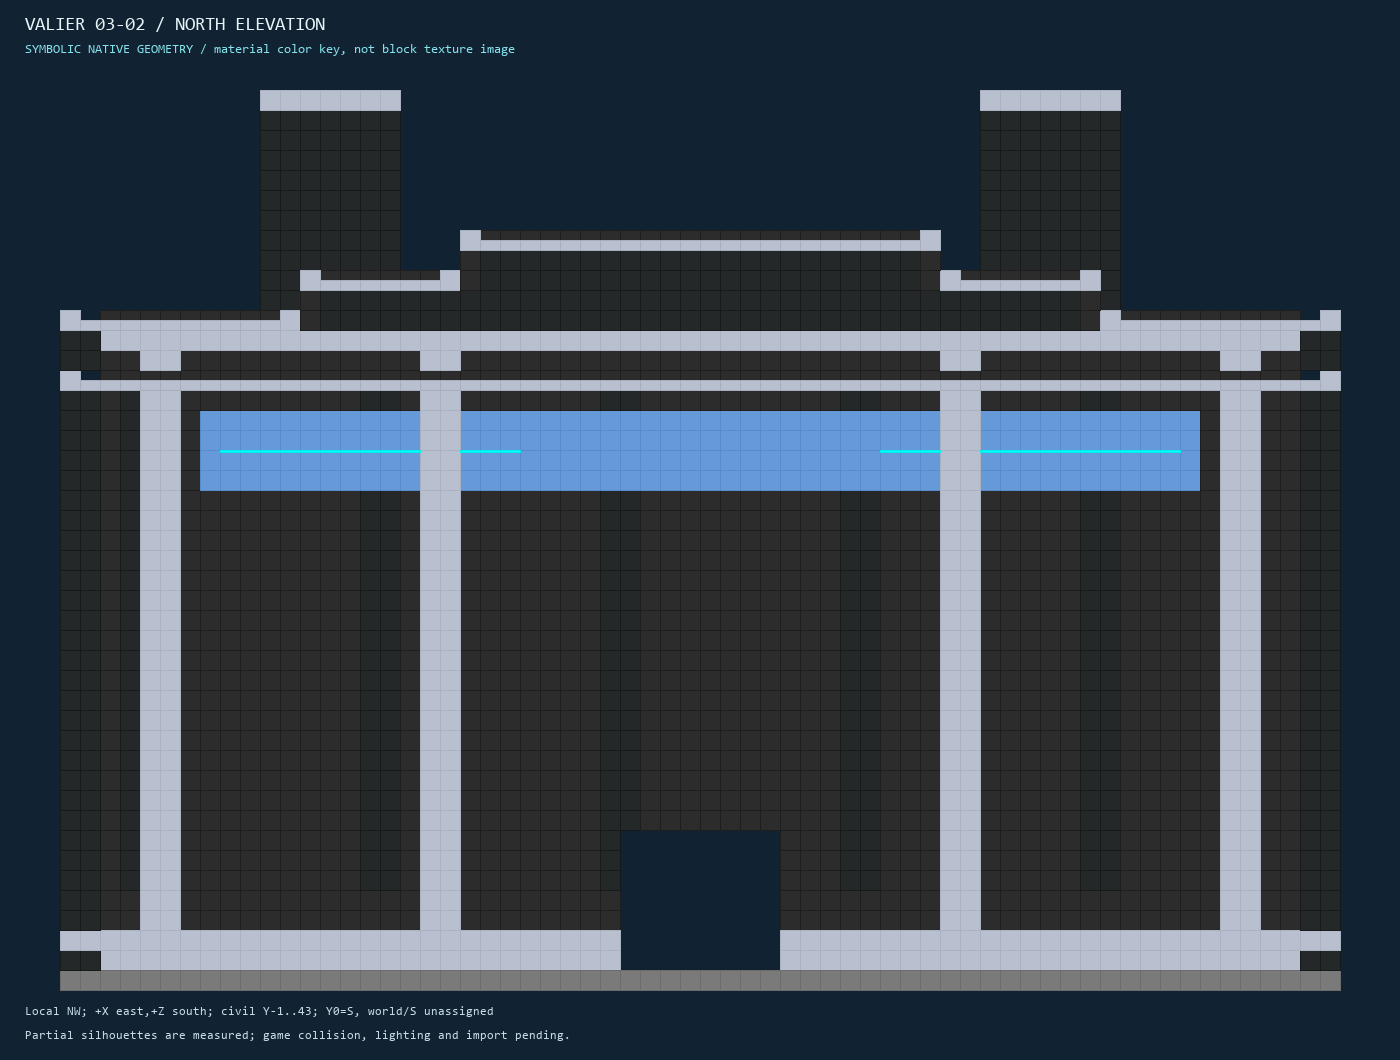 VALIER 03-02 / NORTH ELEVATION
SYMBOLIC NATIVE GEOMETRY / material color key, not block texture image
Local NW; +X east,+Z south; civil Y-1..43; Y0=S, world/S unassigned
Partial silhouettes are measured; game collision, lighting and import pending.